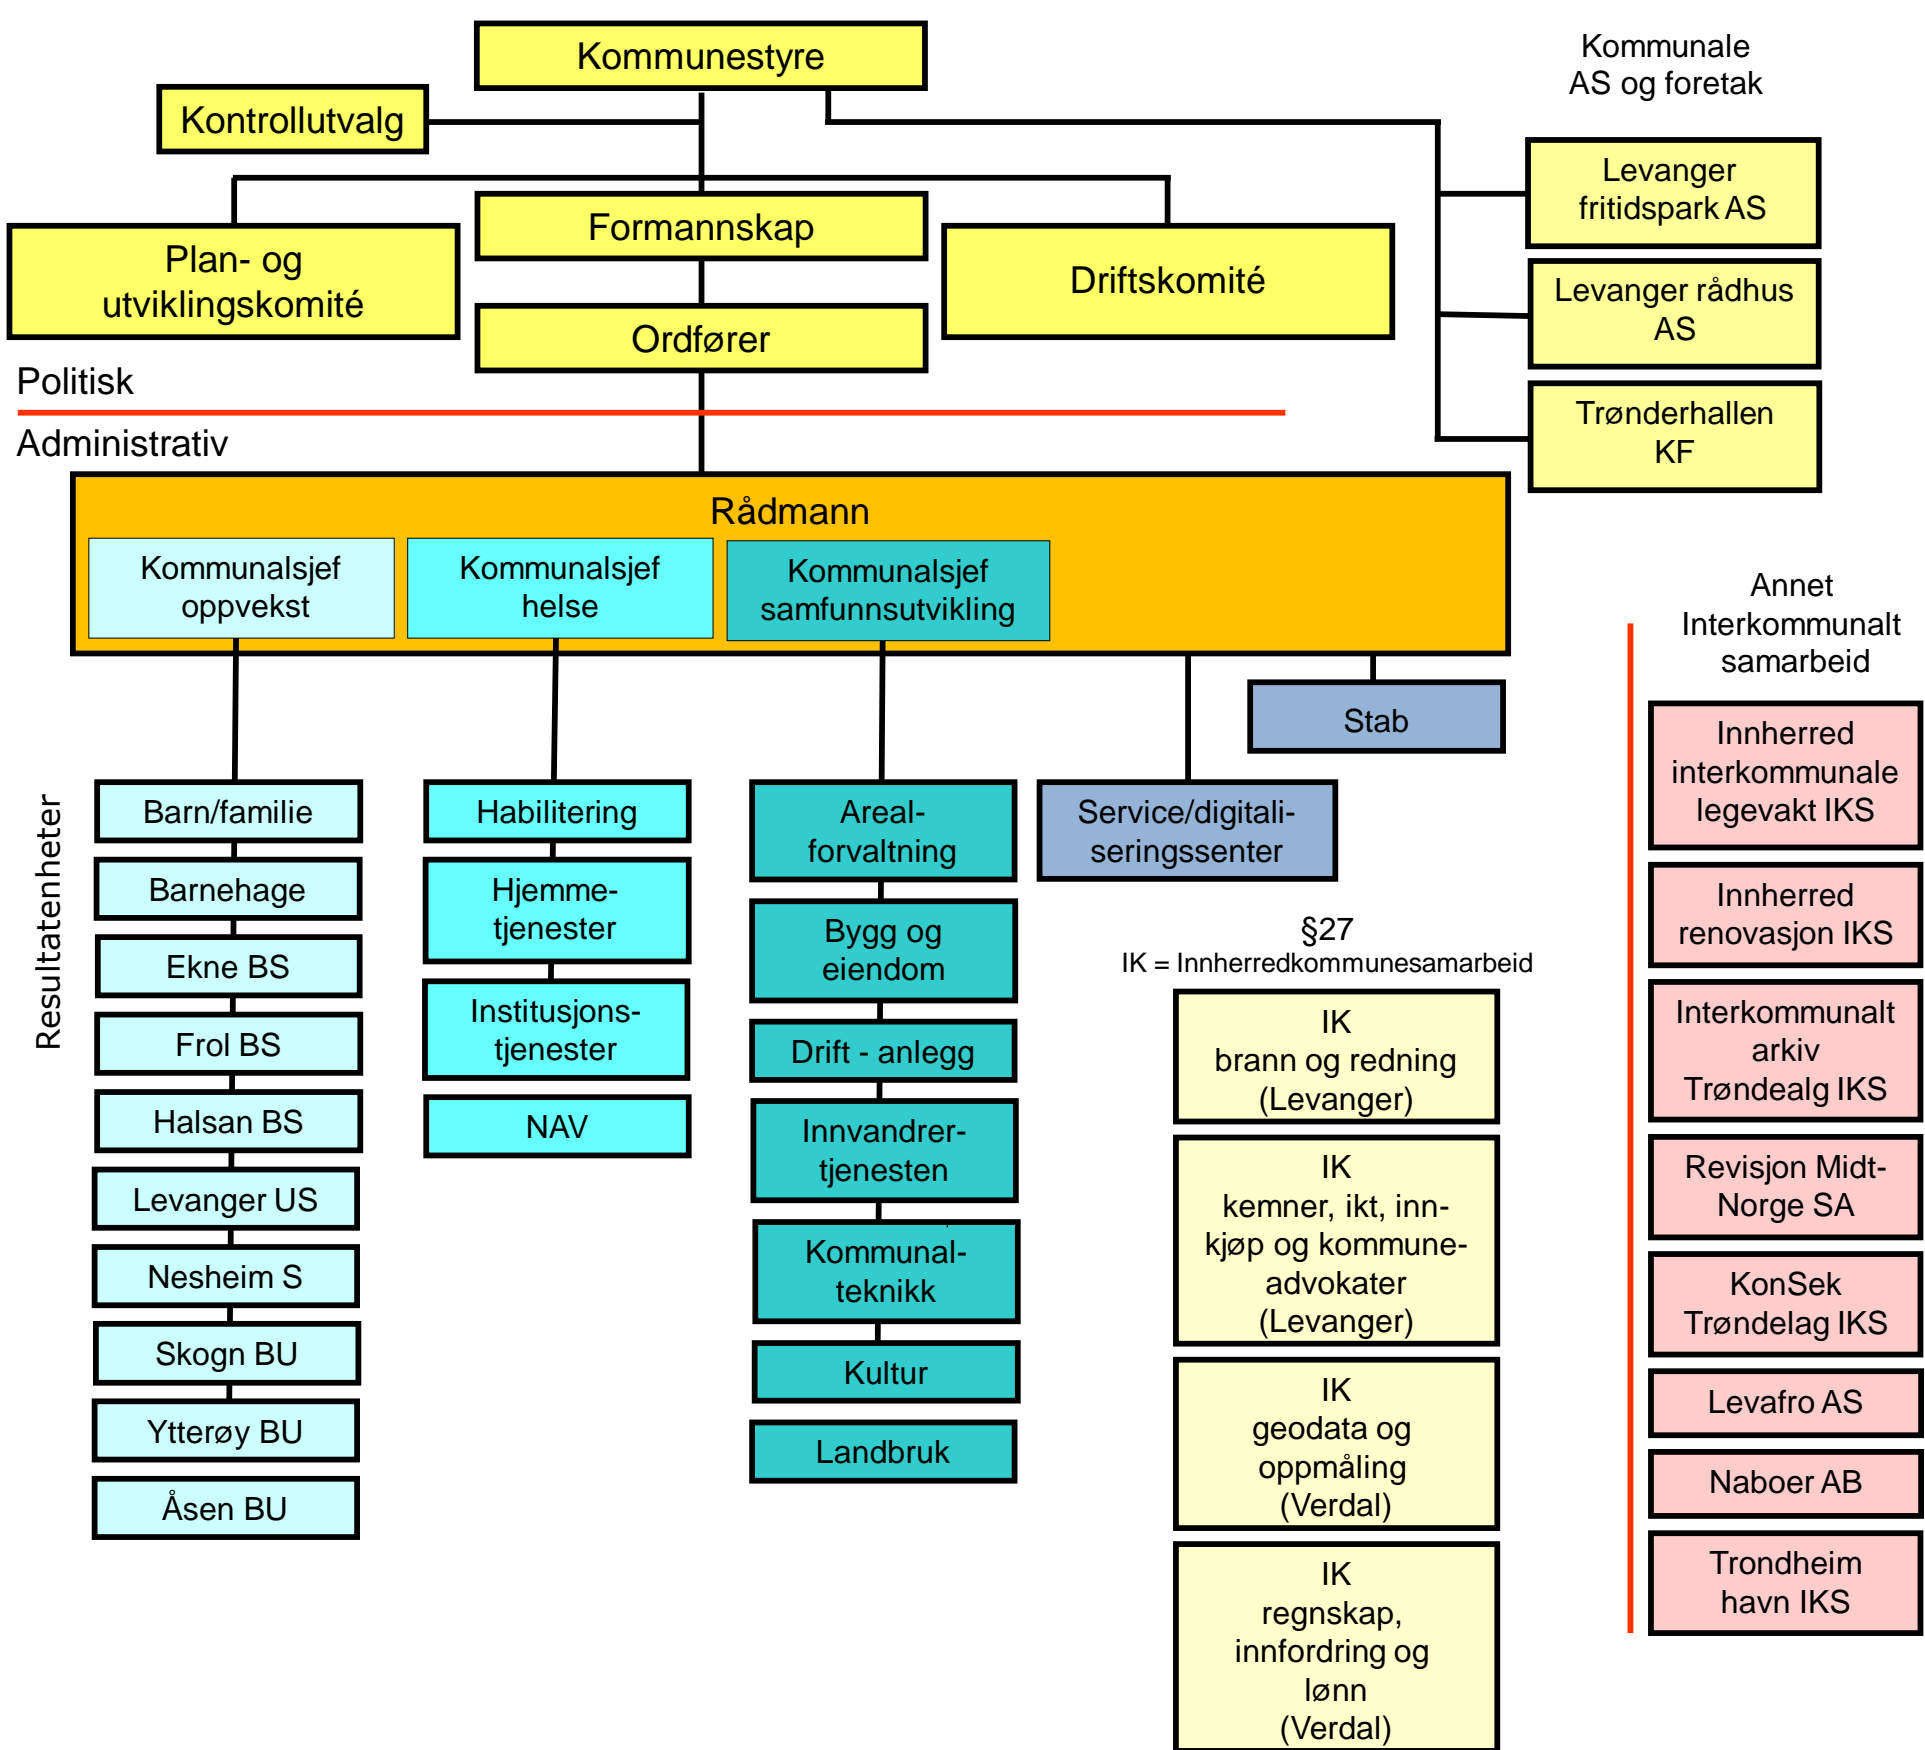 Kommunestyre
Kontrollutvalg
Plan- og
utviklingskomité
Formannskap
Driftskomité
Ordfører
Kommunale
AS og foretak
Levanger
fritidspark AS
Levanger rådhus
AS
Trønderhallen
KF
Politisk
Administrativ
Rådmann
Kommunalsjef
oppvekst
Kommunalsjef
helse
Kommunalsjef
samfunnsutvikling
Stab
Resultatenheter
Barn/familie
Barnehage
Ekne BS
Frol BS
Halsan BS
Levanger US
Nesheim S
Skogn BU
Ytterøy BU
Åsen BU
Habilitering
Hjemme-
tjenester
Institusjons-
tjenester
NAV
Areal-
forvaltning
Bygg og
eiendom
Drift - anlegg
Innvandrer-
tjenesten
Kommunal-
teknikk
Kultur
Landbruk
Service/digitali-
seringssenter
§27
IK = Innherredkommunesamarbeid
IK
brann og redning
(Levanger)
IK
kemner, ikt, inn-
kjøp og kommune-
advokater
(Levanger)
IK
geodata og
oppmåling
(Verdal)
IK
regnskap,
innfordring og
lønn
(Verdal)
Annet
Interkommunalt
samarbeid
Innherred
interkommunale
legevakt IKS
Innherred
renovasjon IKS
Interkommunalt
arkiv
Trøndealg IKS
Revisjon Midt-
Norge SA
KonSek
Trøndelag IKS
Levafro AS
Naboer AB
Trondheim
havn IKS